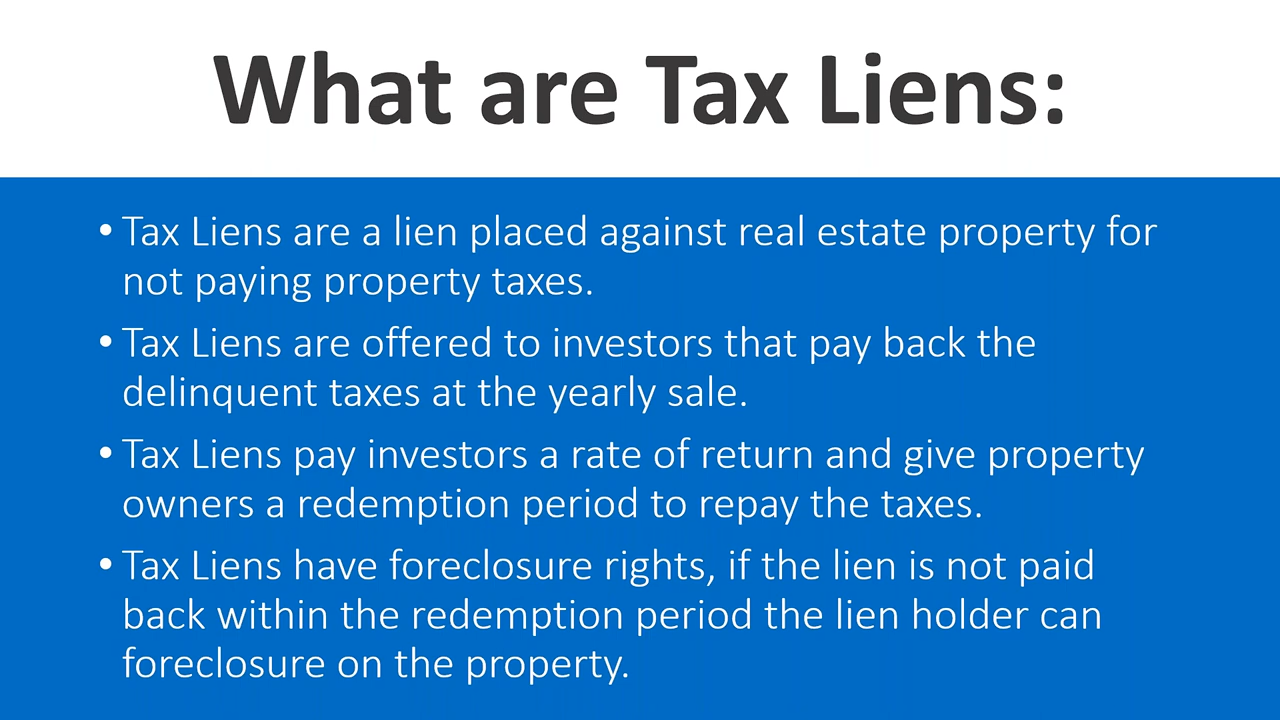 What are Tax Liens:
• Tax Liens are a lien placed against real estate property for
not paying property taxes.
• Tax Liens are offered to investors that pay back the
delinquent taxes at the yearly sale.
• Tax Liens pay investors a rate of return and give property
owners a redemption period to repay the taxes.
• Tax Liens have foreclosure rights, if the lien is not paid
back within the redemption period the lien holder can
foreclosure on the property.